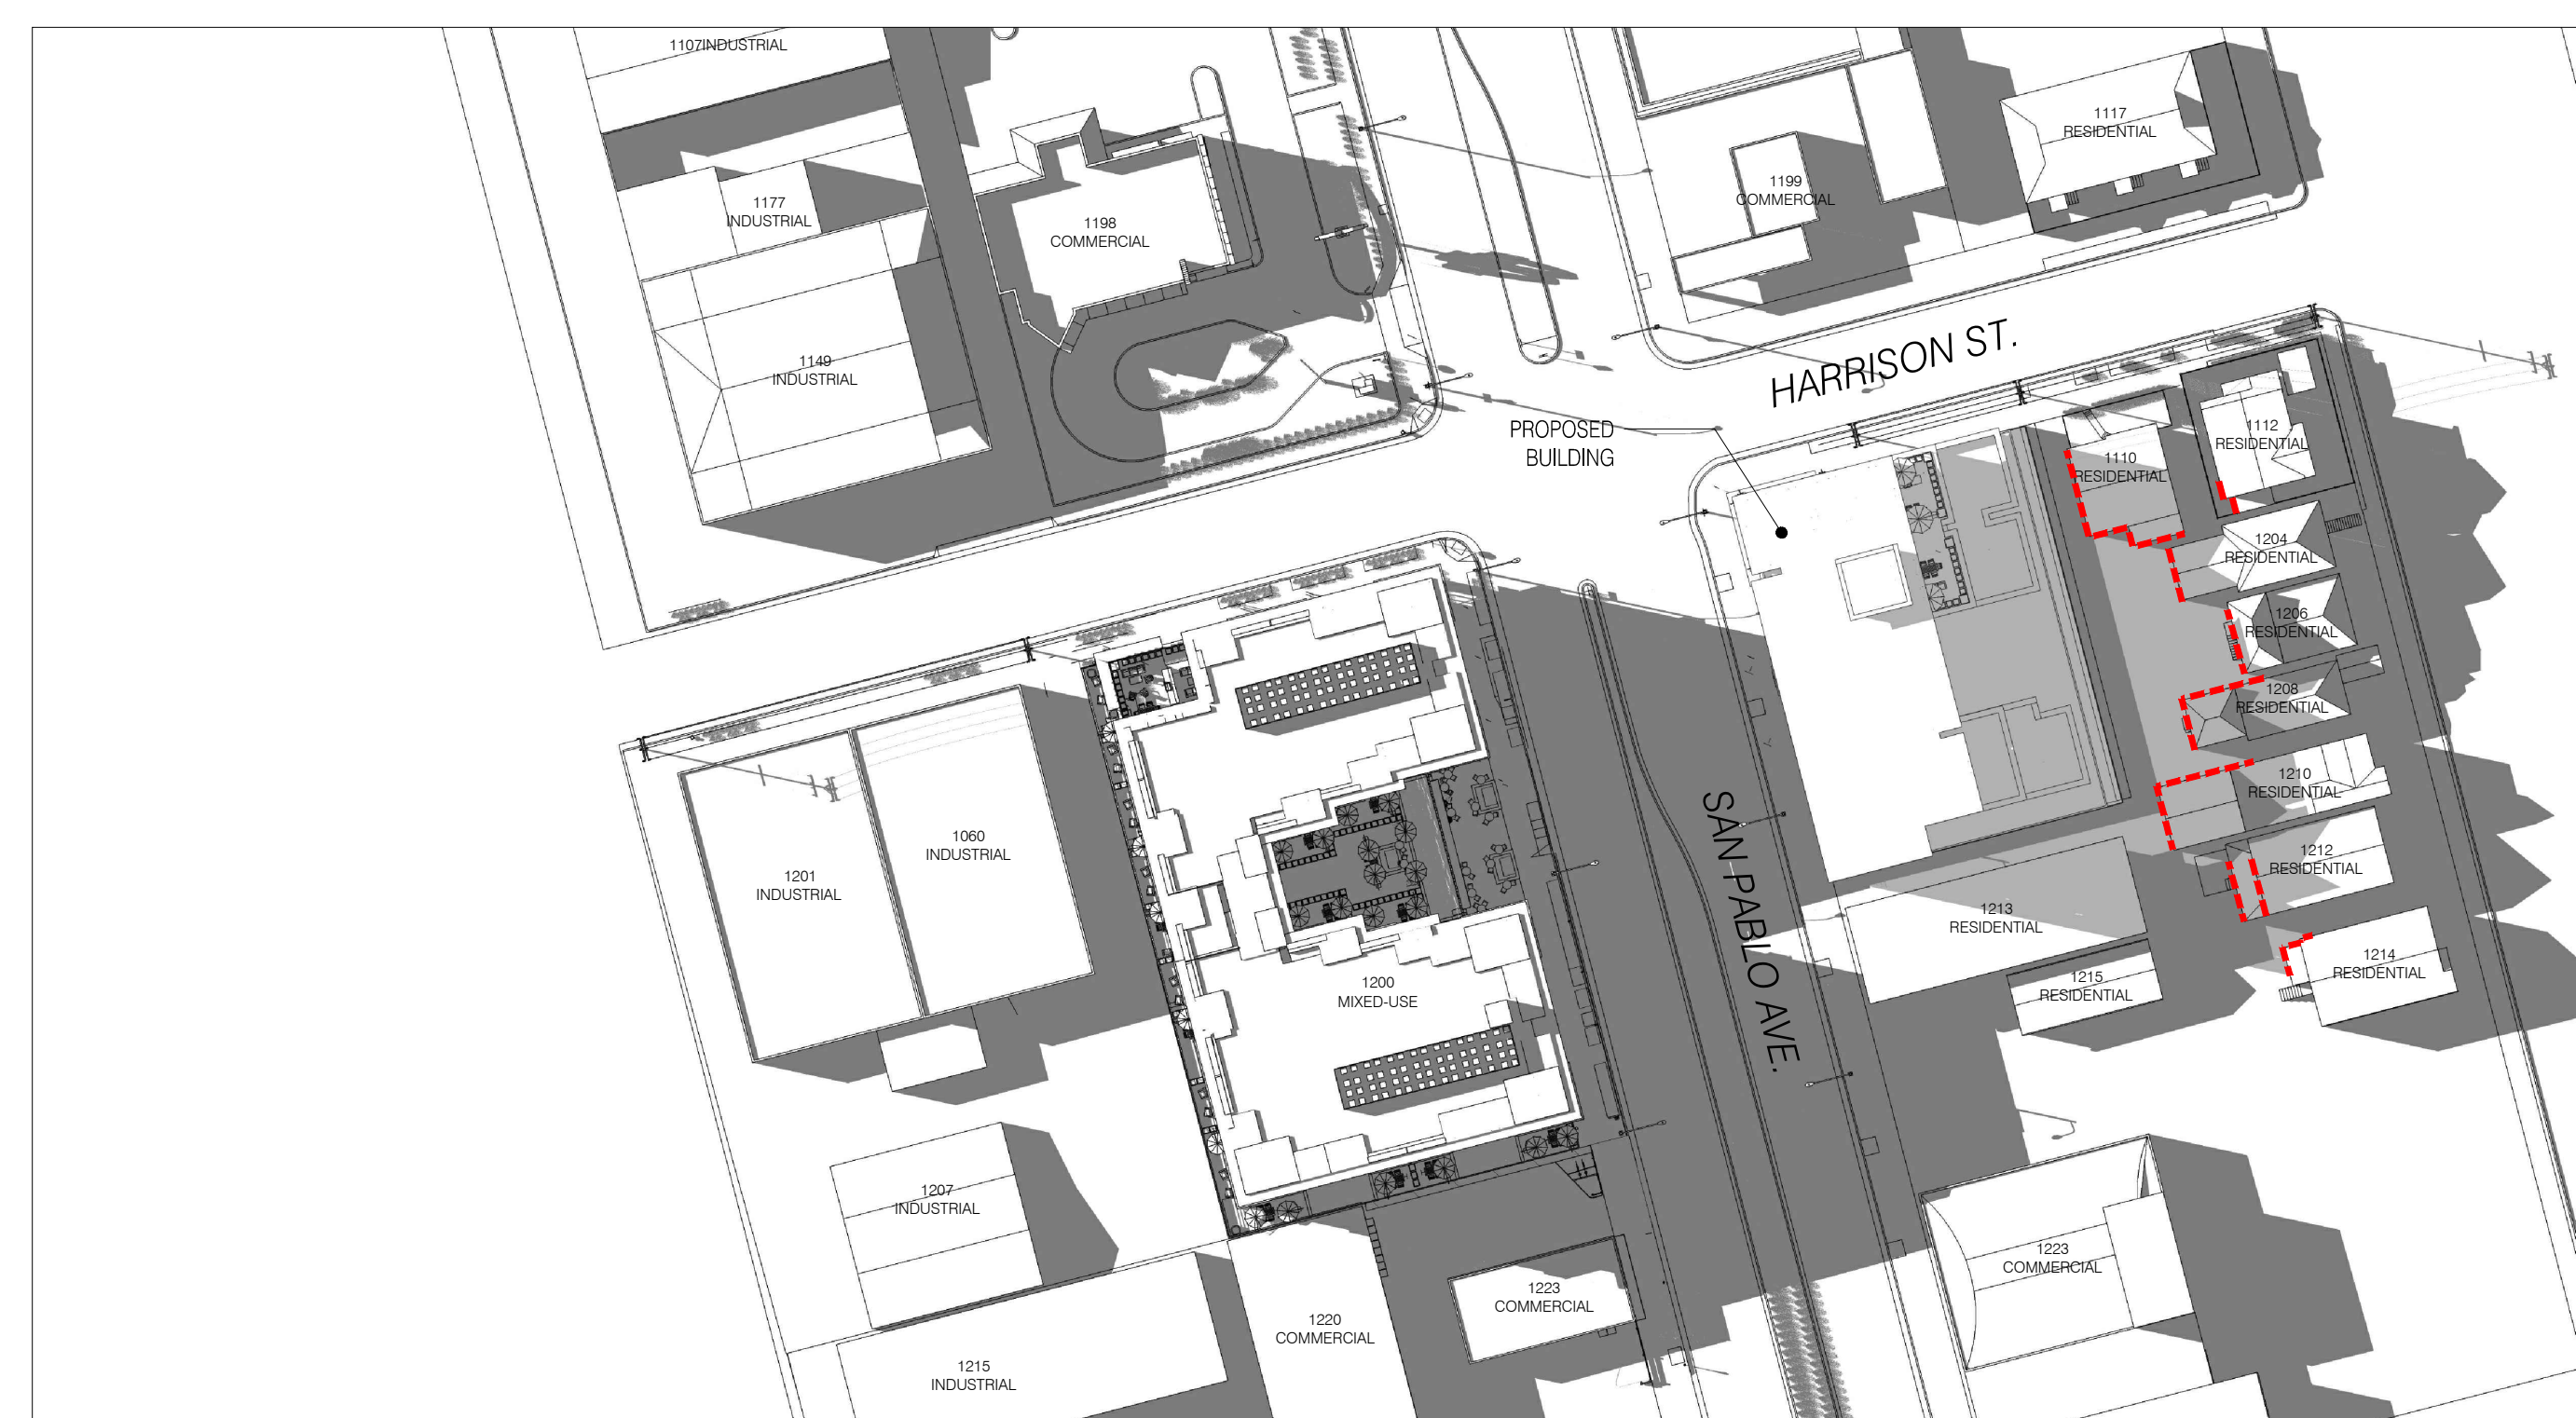 1107INDUSTRIAL
1117
RESIDENTIAL
1177
INDUSTRIAL
1198
COMMERCIAL
1199
COMMERCIAL
1149
INDUSTRIAL
HARRISON ST.
PROPOSED
BUILDING
1112
RESIDENTIAL
1110
RESIDENTIAL
1204
RESIDENTIAL
1206
RESIDENTIAL
1208
RESIDENTIAL
1210
RESIDENTIAL
1212
RESIDENTIAL
1060
INDUSTRIAL
1201
INDUSTRIAL
SAN PABLO AVE.
1213
RESIDENTIAL
1214
RESIDENTIAL
1215
RESIDENTIAL
1200
MIXED-USE
1207
INDUSTRIAL
1223
COMMERCIAL
1223
COMMERCIAL
1220
COMMERCIAL
1215
INDUSTRIAL